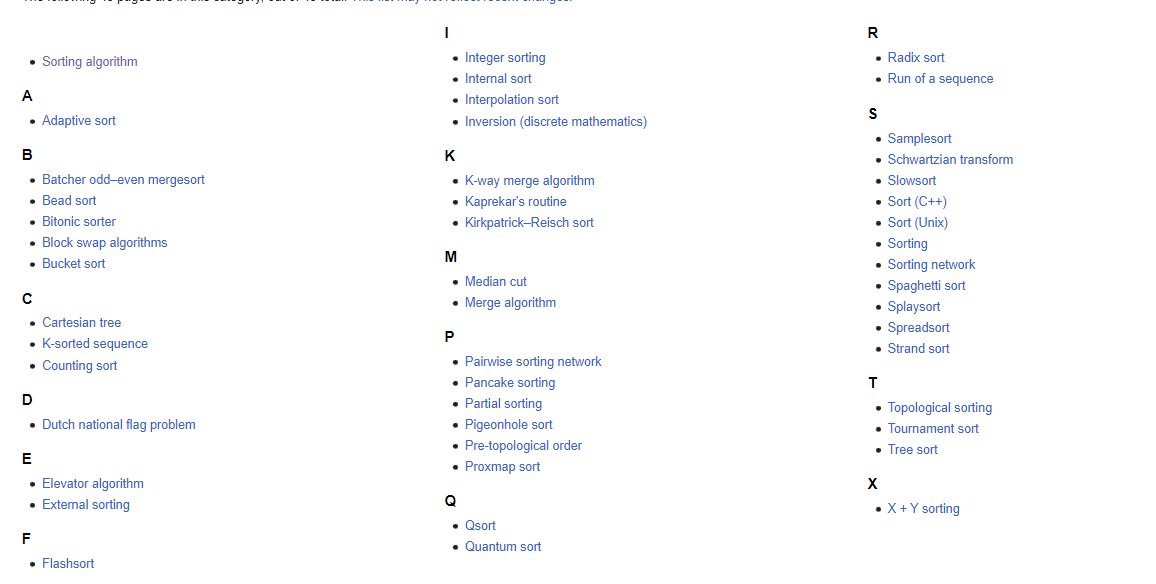 Sorting algorithm
A
Adaptive sort
B
Batcher odd–even mergesort
Bead sort
Bitonic sorter
Block swap algorithms
Bucket sort
C
Cartesian tree
K-sorted sequence
Counting sort
D
Dutch national flag problem
E
Elevator algorithm
External sorting
F
Flashsort
I
Integer sorting
Internal sort
Interpolation sort
Inversion (discrete mathematics)
K
K-way merge algorithm
Kaprekar's routine
Kirkpatrick–Reisch sort
M
Median cut
Merge algorithm
P
Pairwise sorting network
Pancake sorting
Partial sorting
Pigeonhole sort
Pre-topological order
Proxmap sort
Q
Qsort
Quantum sort
R
Radix sort
Run of a sequence
S
Samplesort
Schwartzian transform
Slowsort
Sort (C++)
Sort (Unix)
Sorting
Sorting network
Spaghetti sort
Splaysort
Spreadsort
Strand sort
T
Topological sorting
Tournament sort
Tree sort
X
X + Y sorting